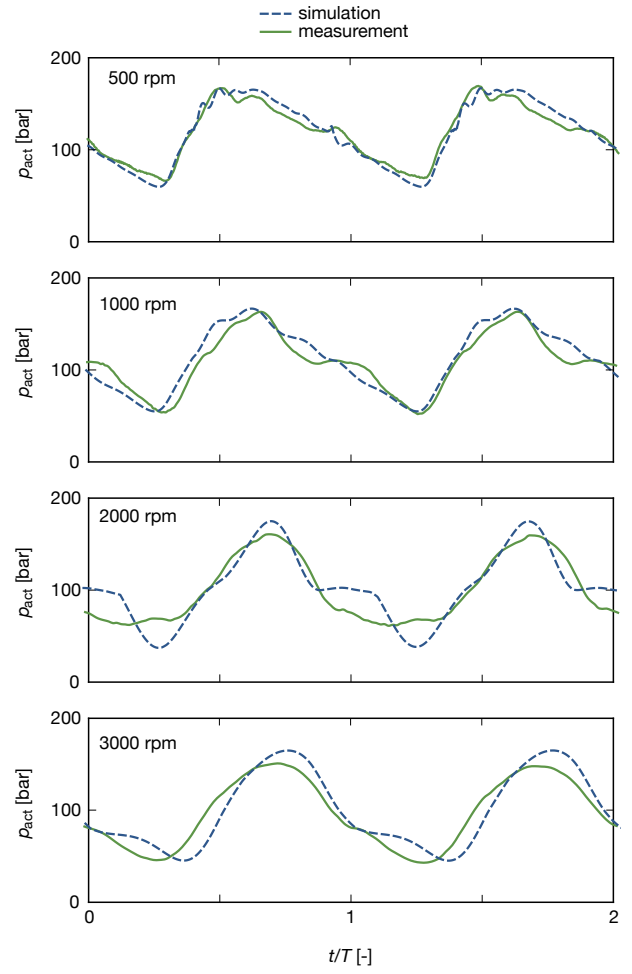 simulation
measurement
200
500 rpm
100
0
p_act [bar]
200
1000 rpm
100
0
p_act [bar]
200
2000 rpm
100
0
p_act [bar]
200
3000 rpm
100
0
p_act [bar]
0 1 2
t/T [-]